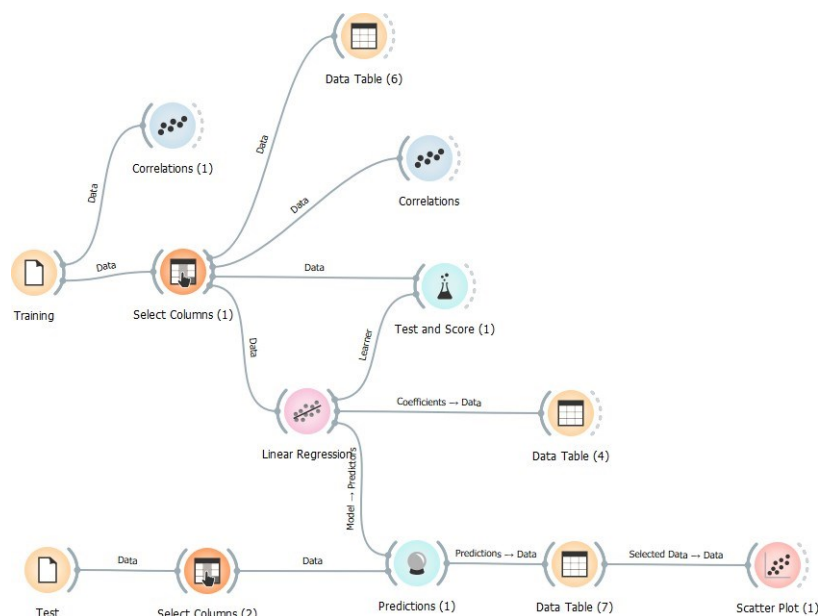 Data Table (6)
Data
Correlations (1)
Data
Data
Correlations
Data
Data
Training
Select Columns (1)
Test and Score (1)
Data
Learner
Coefficients → Data
Linear Regression
Data Table (4)
Model → Predictors
Data
Data
Predictions → Data
Selected Data → Data
Test
Select Columns (2)
Predictions (1)
Data Table (7)
Scatter Plot (1)